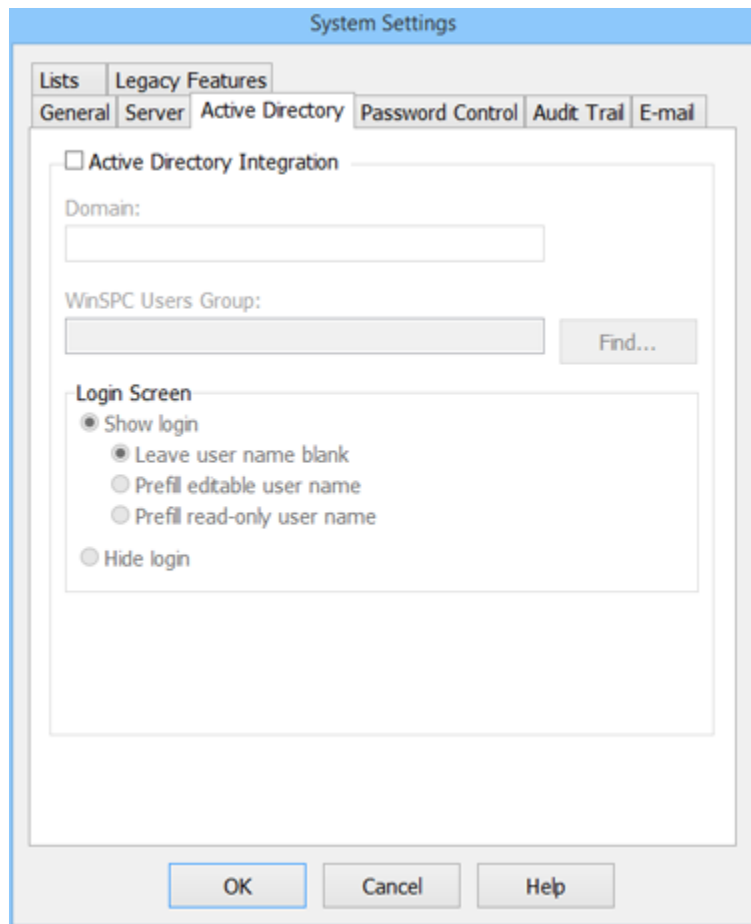 System Settings
Lists Legacy Features
General Server Active Directory Password Control Audit Trail E-mail
Active Directory Integration
Domain:
WinSPC Users Group:
Find...
Login Screen
Show login
Leave user name blank
Prefill editable user name
Prefill read-only user name
Hide login
OK Cancel Help